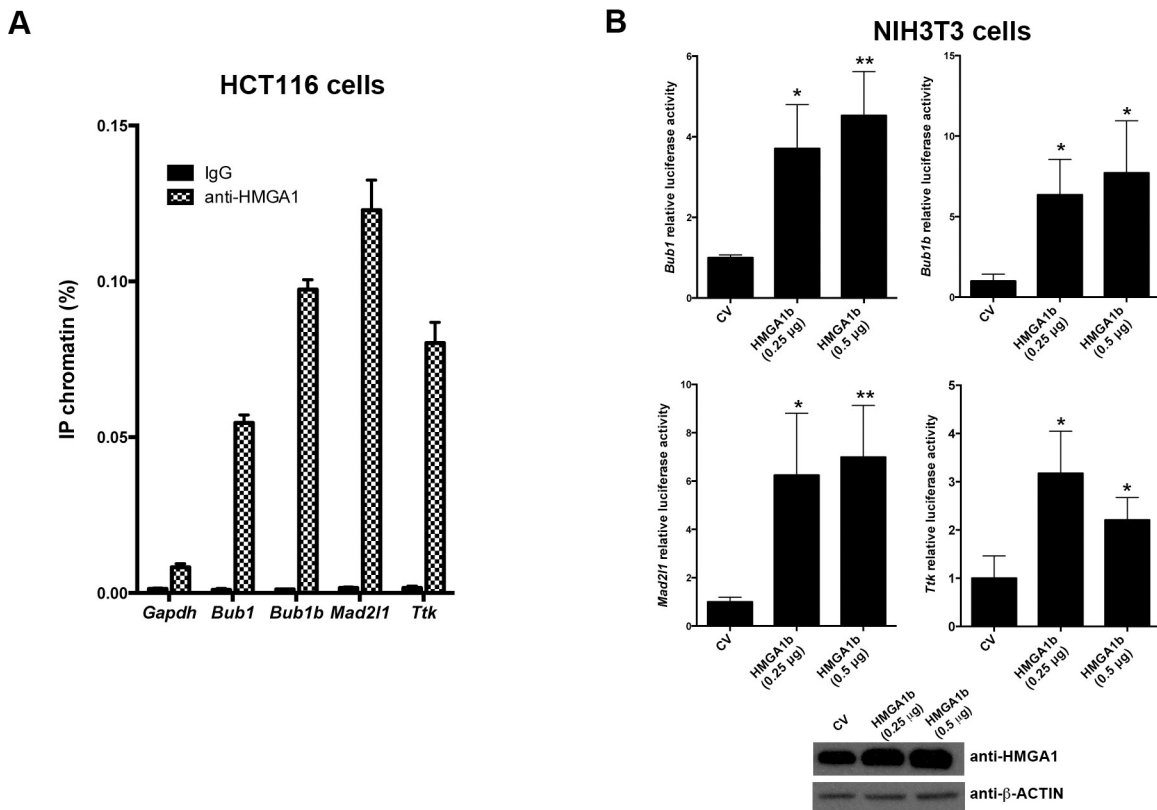 A
HCT116 cells
IP chromatin (%)
0.15
0.10
0.05
0.00
IgG
anti-HMGA1
Gapdh Bub1 Bub1b Mad2l1 Ttk
B
NIH3T3 cells
Bub1 relative luciferase activity
6
4
2
0
*
**
CV
HMGA1b
(0.25 µg)
HMGA1b
(0.5 µg)
Bub1b relative luciferase activity
15
10
5
0
*
*
CV
HMGA1b
(0.25 µg)
HMGA1b
(0.5 µg)
Mad2l1 relative luciferase activity
10
8
6
4
2
0
*
**
CV
HMGA1b
(0.25 µg)
HMGA1b
(0.5 µg)
Ttk relative luciferase activity
5
4
3
2
1
0
*
*
CV
HMGA1b
(0.25 µg)
HMGA1b
(0.5 µg)
CV
HMGA1b
(0.25 µg)
HMGA1b
(0.5 µg)
anti-HMGA1
anti-β-ACTIN